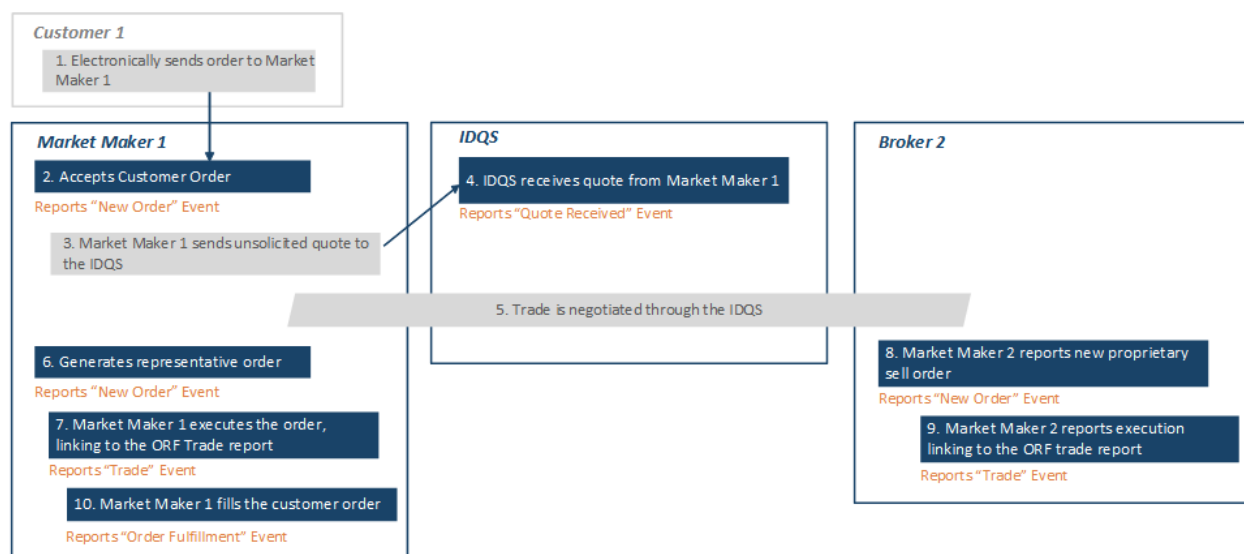 Customer 1
1. Electronically sends order to Market
Maker 1
Market Maker 1
2. Accepts Customer Order
Reports “New Order” Event
3. Market Maker 1 sends unsolicited quote to
the IDQS
IDQS
4. IDQS receives quote from Market Maker 1
Reports “Quote Received” Event
Broker 2
5. Trade is negotiated through the IDQS
6. Generates representative order
Reports “New Order” Event
7. Market Maker 1 executes the order,
linking to the ORF Trade report
Reports “Trade” Event
8. Market Maker 2 reports new proprietary
sell order
Reports “New Order” Event
9. Market Maker 2 reports execution
linking to the ORF trade report
Reports “Trade” Event
10. Market Maker 1 fills the customer order
Reports “Order Fulfillment” Event